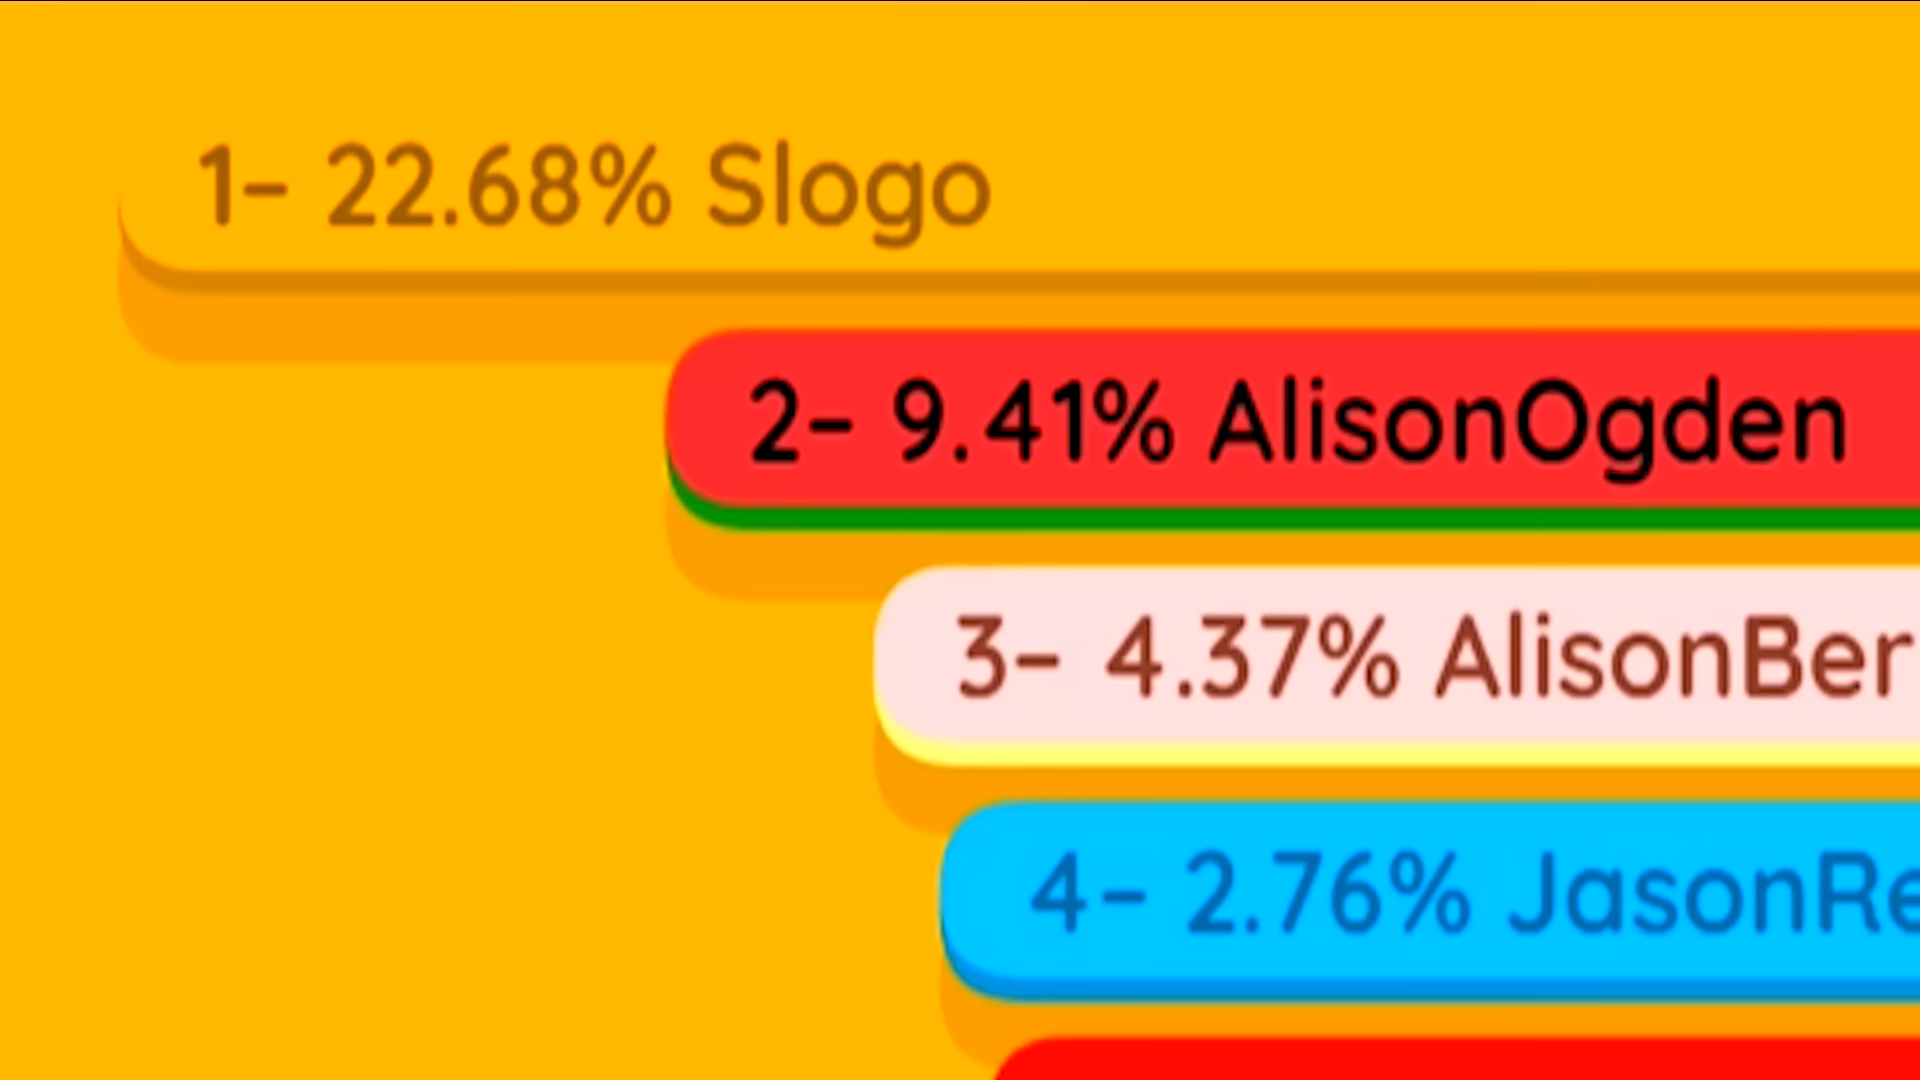 1- 22.68% Slogo
2- 9.41% AlisonOgden
3- 4.37% AlisonBer
4- 2.76% JasonRe